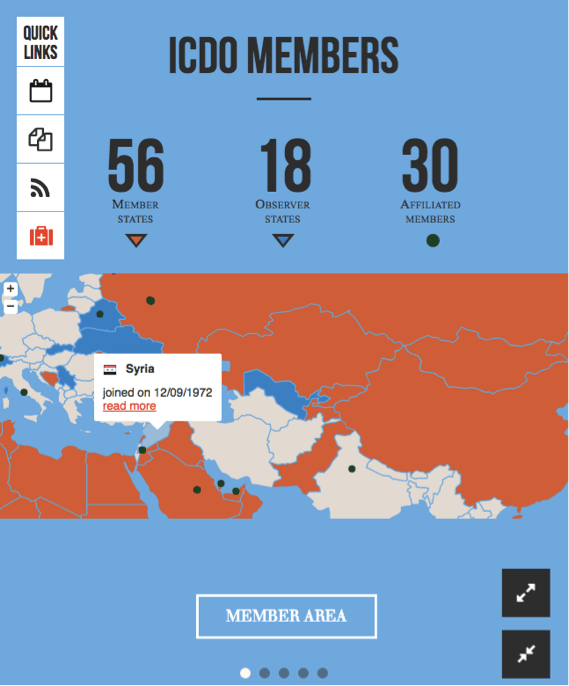 QUICK
LINKS
ICDO MEMBERS
56
MEMBER
STATES
18
OBSERVER
STATES
30
AFFILIATED
MEMBERS
+
−
Syria
joined on 12/09/1972
read more
MEMBER AREA